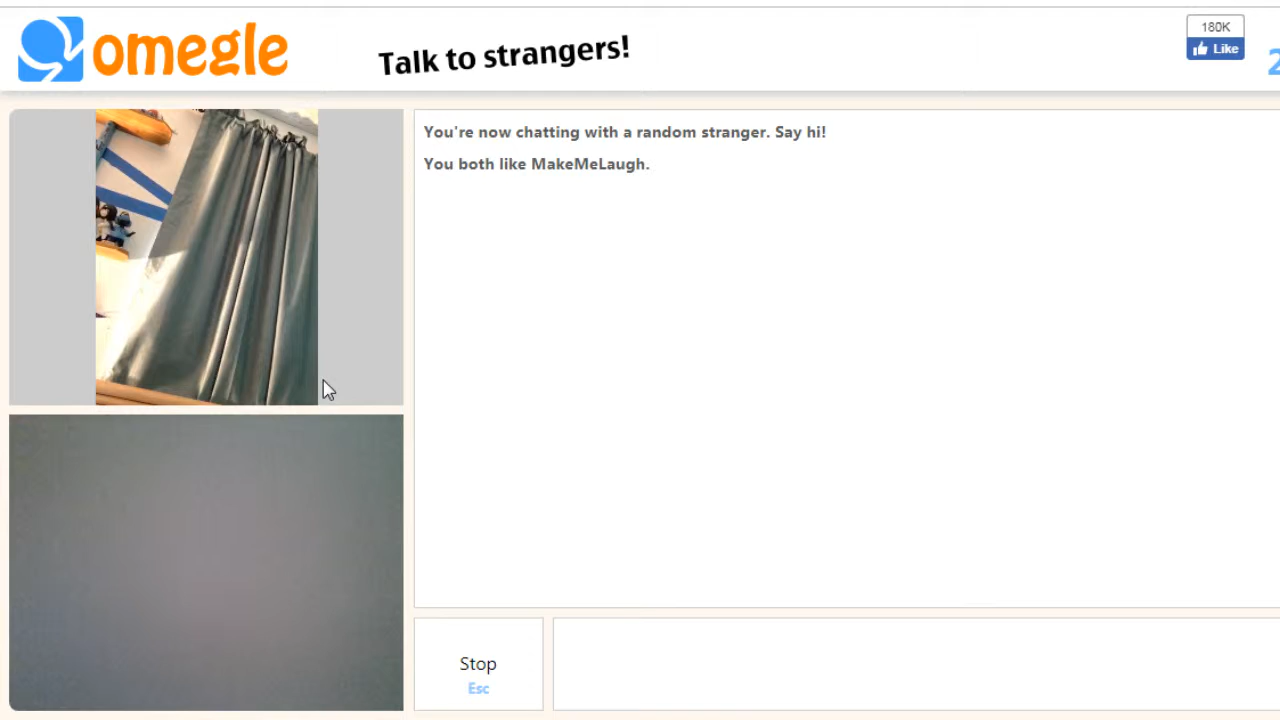 omegle
Talk to strangers!
180K
Like
2
You're now chatting with a random stranger. Say hi!
You both like MakeMeLaugh.
Stop
Esc